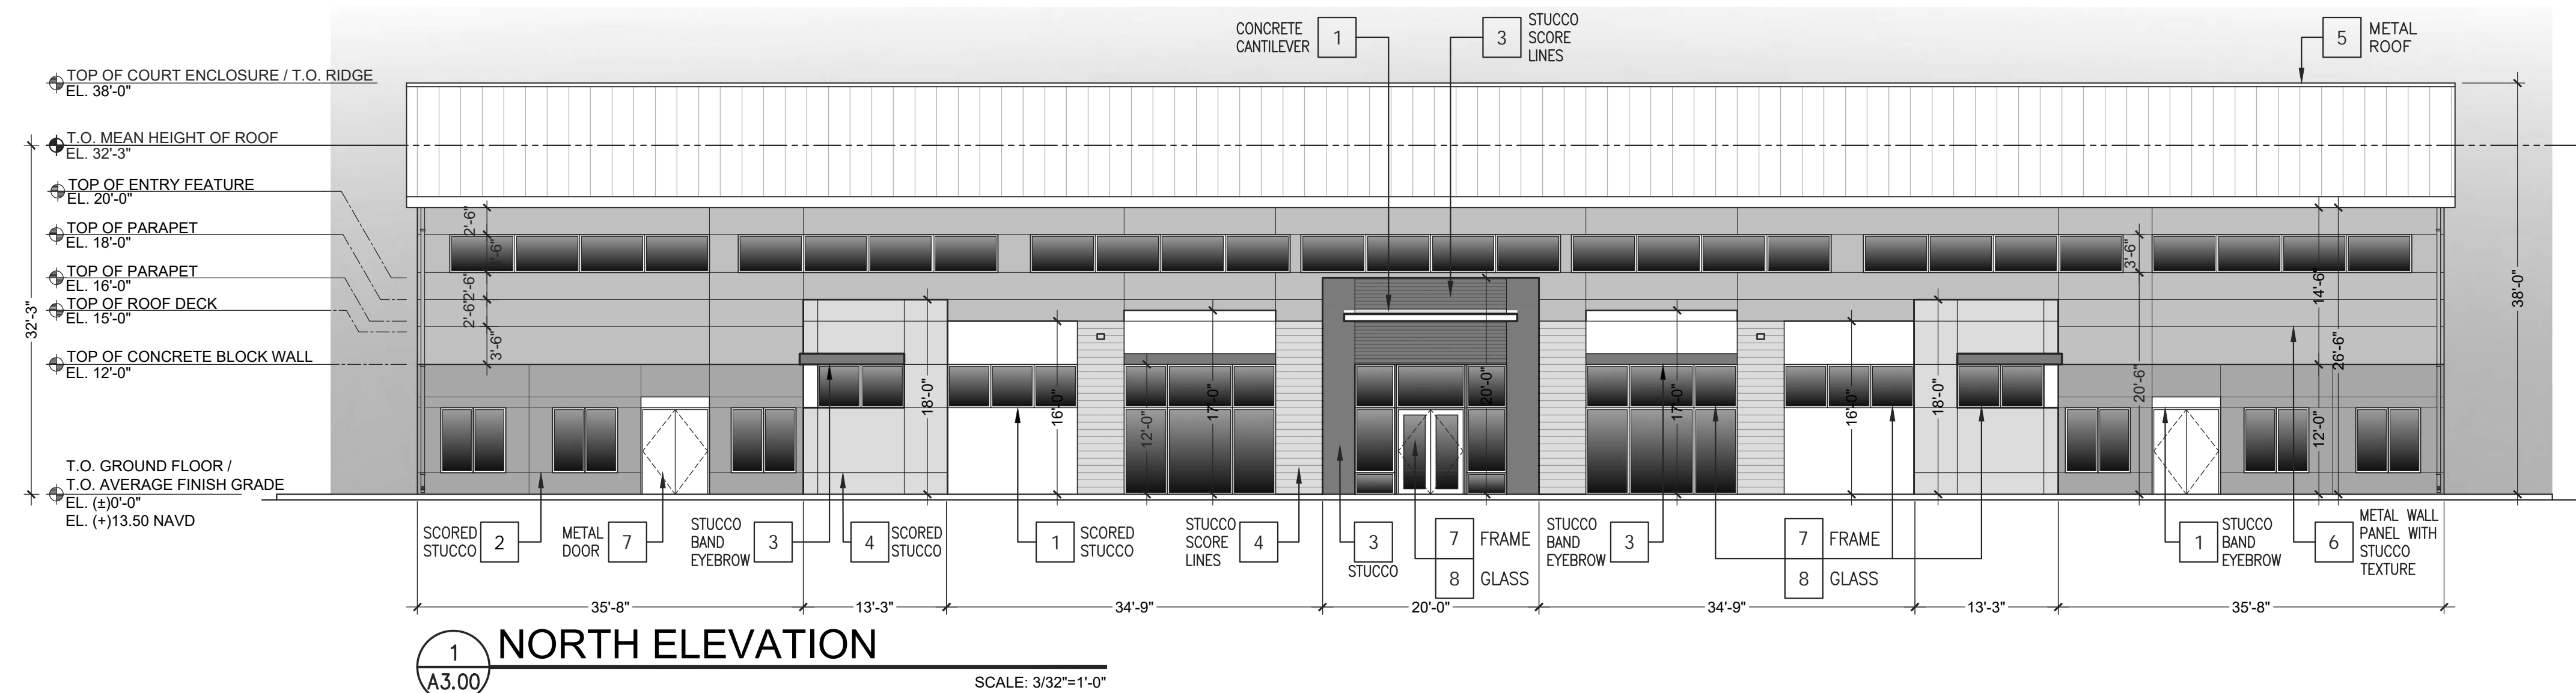 CONCRETE
CANTILEVER
1
3
STUCCO
SCORE
LINES
5
METAL
ROOF
TOP OF COURT ENCLOSURE / T.O. RIDGE
EL. 38'-0"
T.O. MEAN HEIGHT OF ROOF
EL. 32'-3"
TOP OF ENTRY FEATURE
EL. 20'-0"
TOP OF PARAPET
EL. 18'-0"
TOP OF PARAPET
EL. 16'-0"
TOP OF ROOF DECK
EL. 15'-0"
TOP OF CONCRETE BLOCK WALL
EL. 12'-0"
T.O. GROUND FLOOR /
T.O. AVERAGE FINISH GRADE
EL. (±)0'-0"
EL. (+)13.50 NAVD
32'-3"
2'-6"
2'-6"
2'-6"
3'-6"
18'-0"
16'-0"
12'-0"
17'-0"
20'-0"
17'-0"
16'-0"
18'-0"
3'-6"
20'-6"
14'-6"
12'-0"
26'-6"
38'-0"
SCORED
STUCCO
2
METAL
DOOR
7
STUCCO
BAND
EYEBROW
3
4
SCORED
STUCCO
1
SCORED
STUCCO
STUCCO
SCORE
LINES
4
3
STUCCO
7
FRAME
8
GLASS
STUCCO
BAND
EYEBROW
3
7
FRAME
8
GLASS
1
STUCCO
BAND
EYEBROW
6
METAL WALL
PANEL WITH
STUCCO
TEXTURE
35'-8"
13'-3"
34'-9"
20'-0"
34'-9"
13'-3"
35'-8"
1
A3.00
NORTH ELEVATION
SCALE: 3/32"=1'-0"